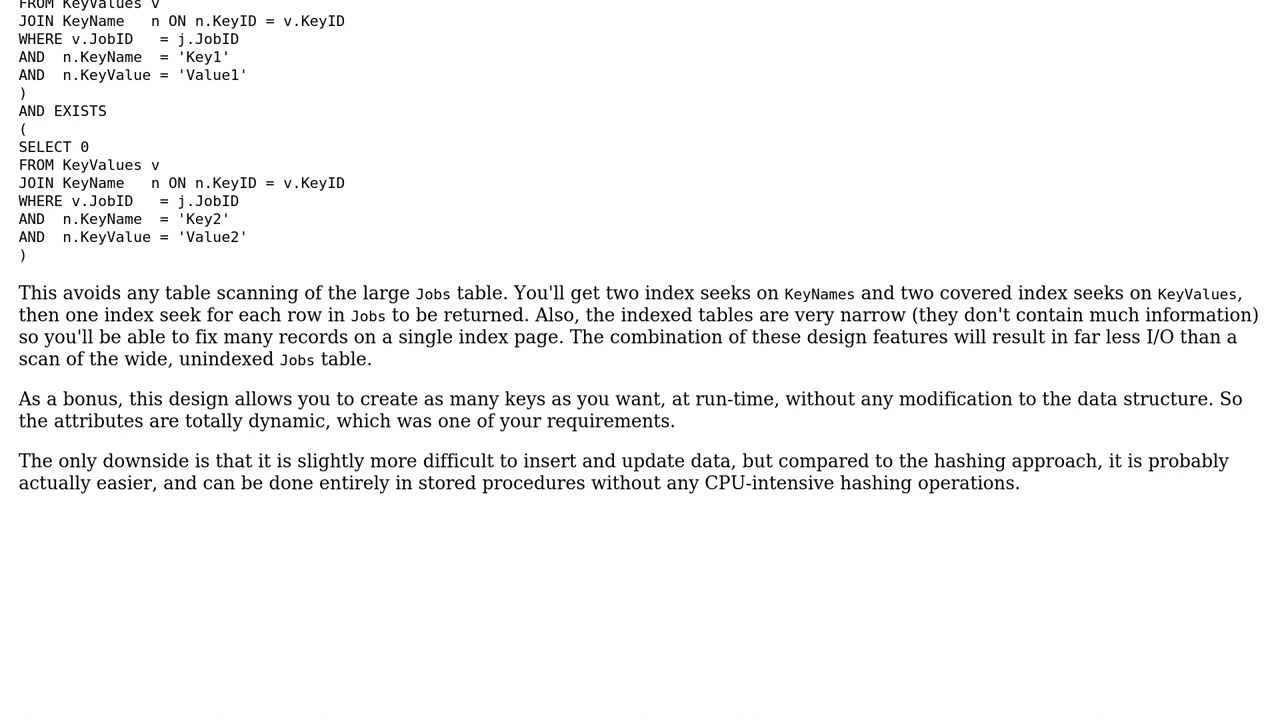 FROM KeyValues v
JOIN KeyName   n ON n.KeyID = v.KeyID
WHERE v.JobID   = j.JobID
AND  n.KeyName  = 'Key1'
AND  n.KeyValue = 'Value1'
)
AND EXISTS
(
SELECT 0
FROM KeyValues v
JOIN KeyName   n ON n.KeyID = v.KeyID
WHERE v.JobID   = j.JobID
AND  n.KeyName  = 'Key2'
AND  n.KeyValue = 'Value2'
)
This avoids any table scanning of the large Jobs table. You'll get two index seeks on KeyNames and two covered index seeks on KeyValues,
then one index seek for each row in Jobs to be returned. Also, the indexed tables are very narrow (they don't contain much information)
so you'll be able to fix many records on a single index page. The combination of these design features will result in far less I/O than a
scan of the wide, unindexed Jobs table.
As a bonus, this design allows you to create as many keys as you want, at run-time, without any modification to the data structure. So
the attributes are totally dynamic, which was one of your requirements.
The only downside is that it is slightly more difficult to insert and update data, but compared to the hashing approach, it is probably
actually easier, and can be done entirely in stored procedures without any CPU-intensive hashing operations.